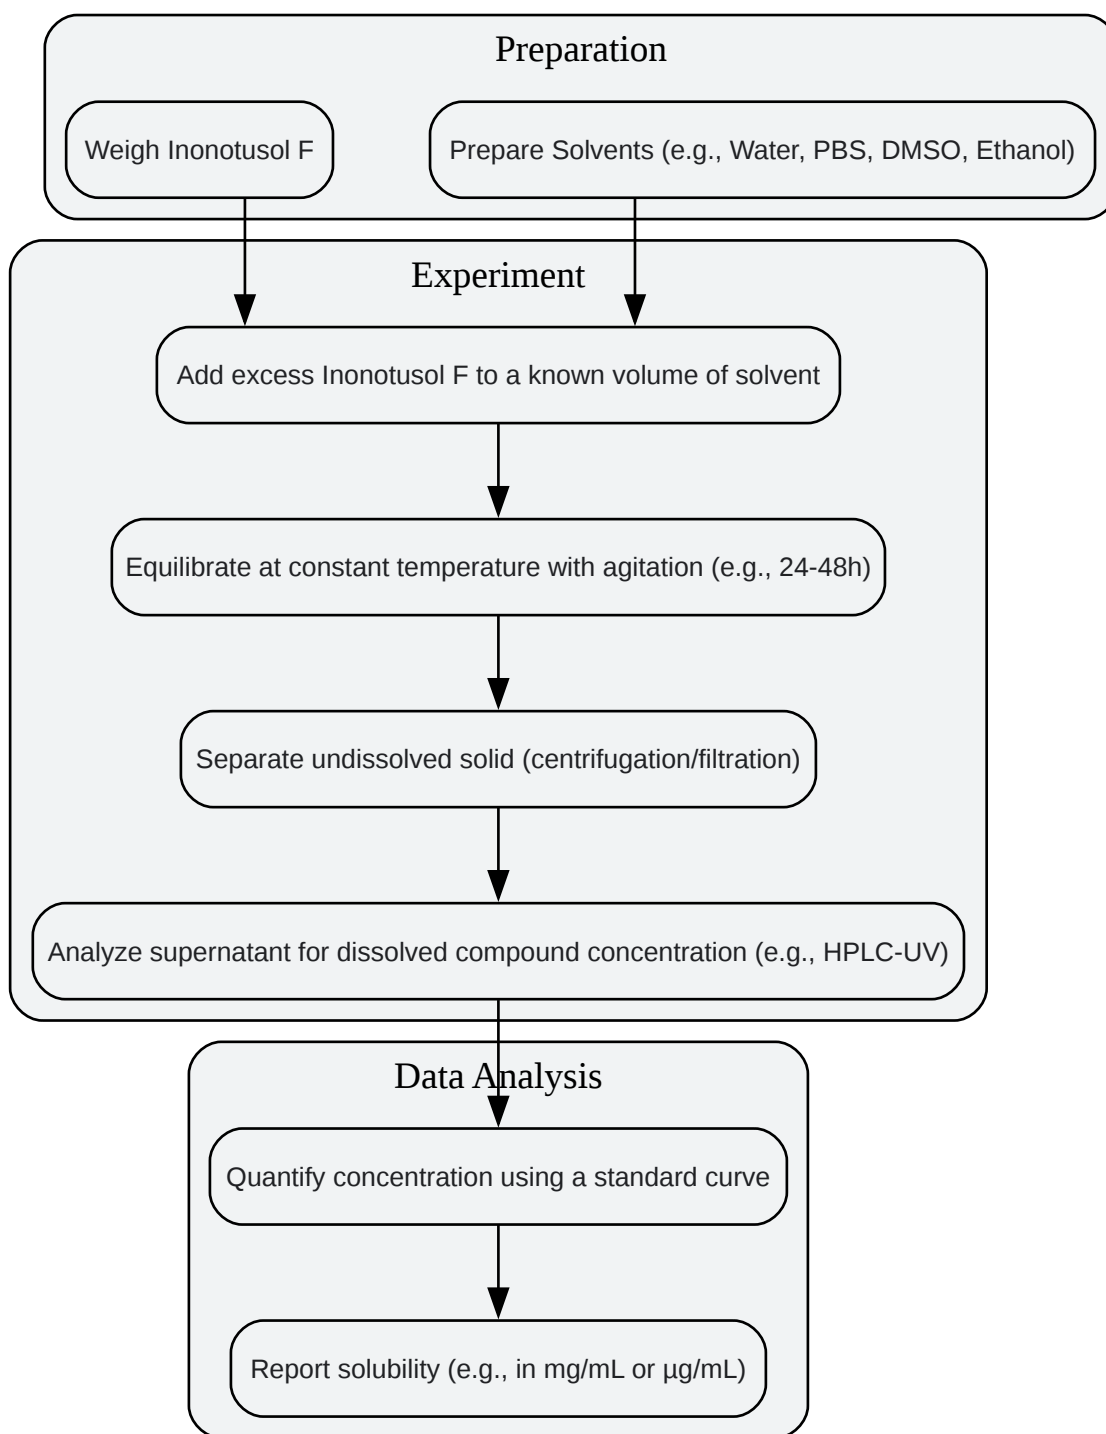 Preparation
Weigh Inonotusol F
Prepare Solvents (e.g., Water, PBS, DMSO, Ethanol)
Experiment
Add excess Inonotusol F to a known volume of solvent
Equilibrate at constant temperature with agitation (e.g., 24-48h)
Separate undissolved solid (centrifugation/filtration)
Analyze supernatant for dissolved compound concentration (e.g., HPLC-UV)
Data Analysis
Quantify concentration using a standard curve
Report solubility (e.g., in mg/mL or µg/mL)